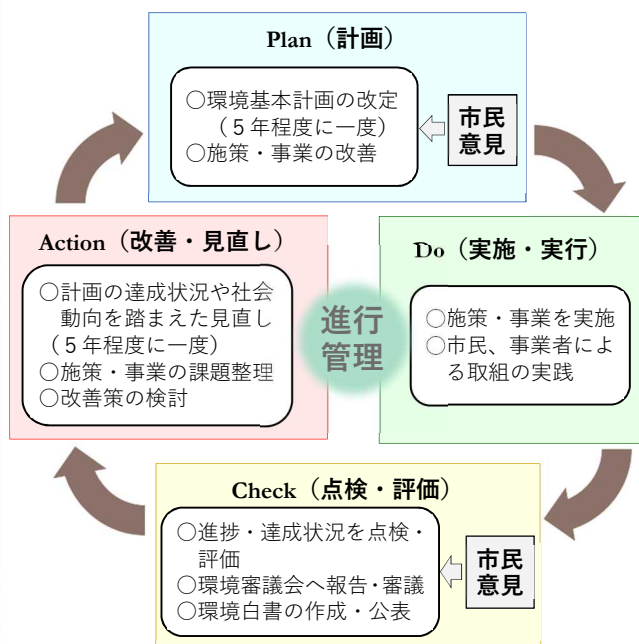 Plan（計画）
○環境基本計画の改定
（５年程度に一度）
○施策・事業の改善
市民
意見
Action（改善・見直し）
○計画の達成状況や社会
動向を踏まえた見直し
（５年程度に一度）
○施策・事業の課題整理
○改善策の検討
進行
管理
Do（実施・実行）
○施策・事業を実施
○市民、事業者によ
る取組の実践
Check（点検・評価）
○進捗・達成状況を点検・
評価
○環境審議会へ報告・審議
○環境白書の作成・公表
市民
意見